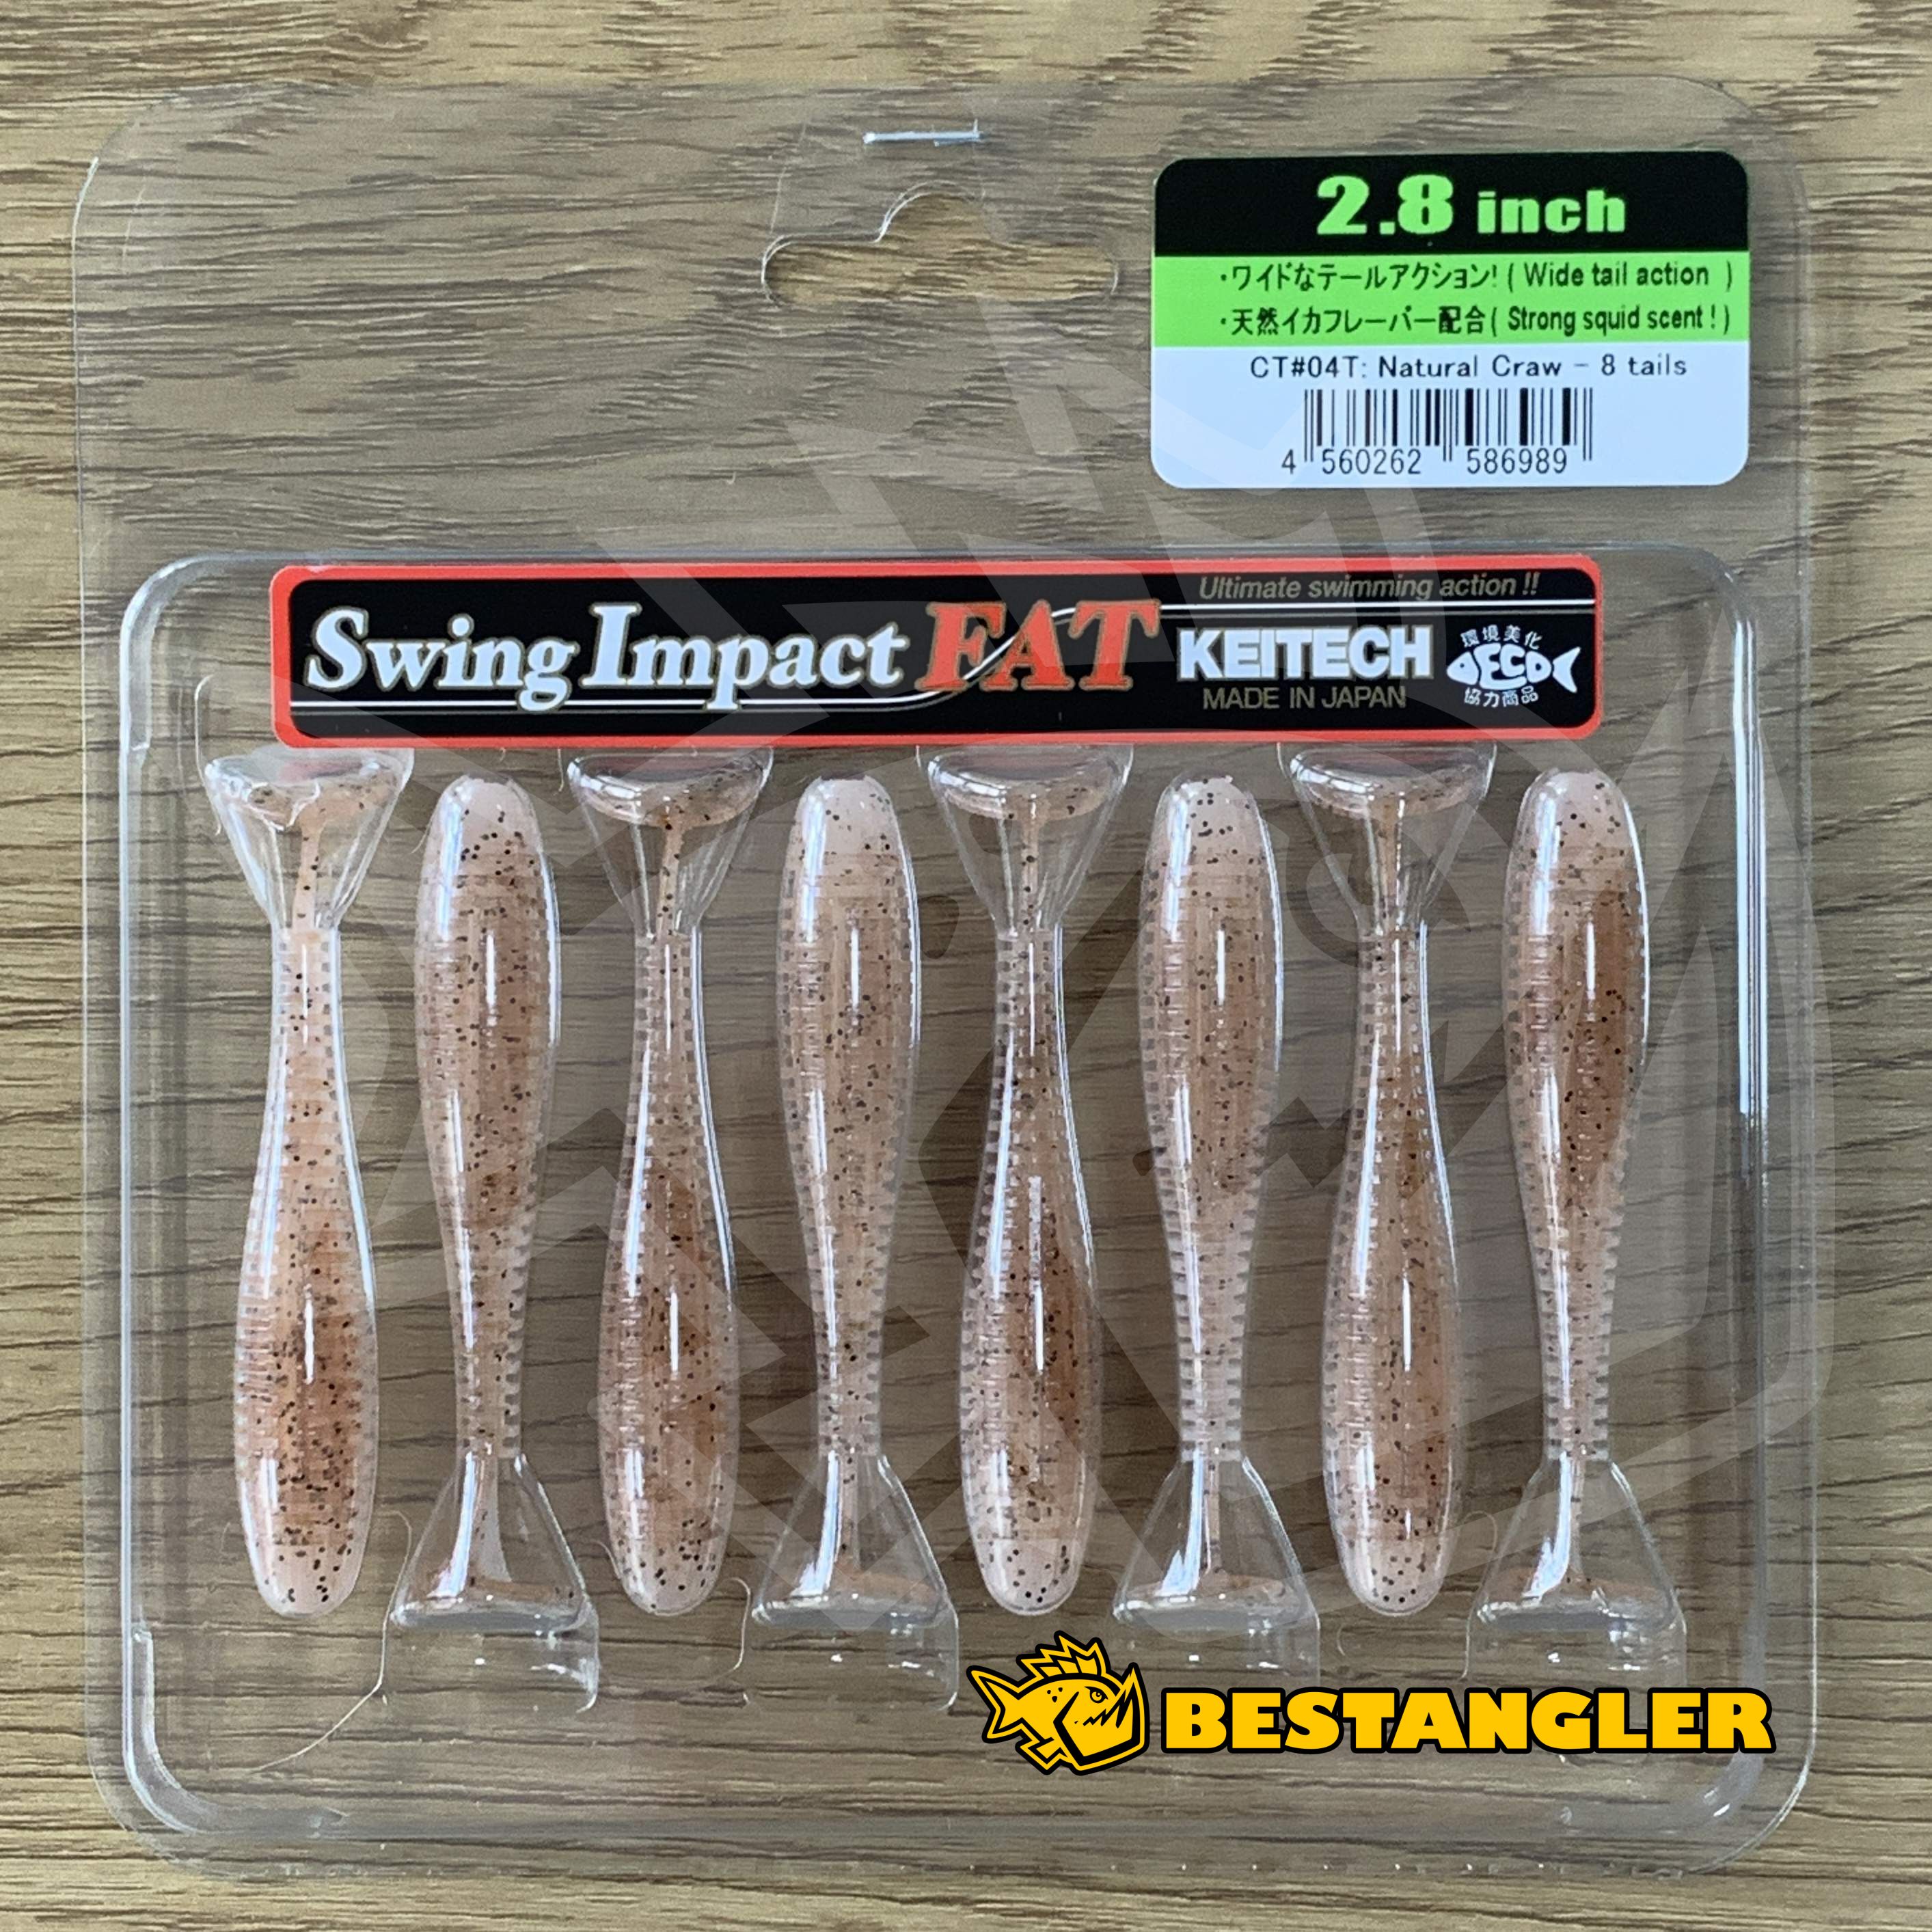 2.8 inch
・ワイドなテールアクション! ( Wide tail action )
・天然イカフレーバー配合 ( Strong squid scent ! )
CT#04T: Natural Craw - 8 tails
4 560262 586989
Ultimate swimming action !!
Swing Impact FAT KEITECH
MADE IN JAPAN
環境美化
ECO
協力商品
BESTANGLER